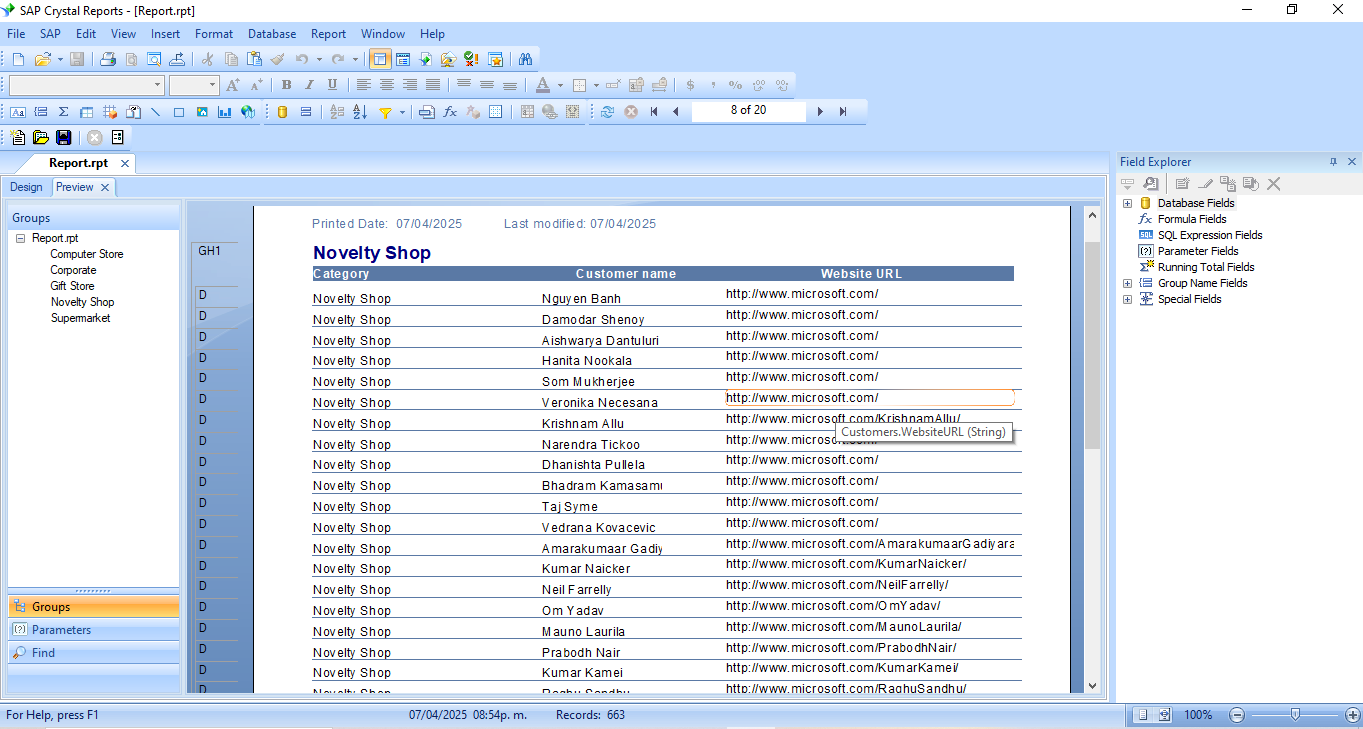 SAP Crystal Reports - [Report.rpt]
File SAP Edit View Insert Format Database Report Window Help
8 of 20
Report.rpt
Design Preview
Groups
Report.rpt
Computer Store
Corporate
Gift Store
Novelty Shop
Supermarket
Groups
Parameters
Find
Printed Date: 07/04/2025 Last modified: 07/04/2025
GH1 Novelty Shop
Category Customer name Website URL
D Novelty Shop Nguyen Banh http://www.microsoft.com/
D Novelty Shop Damodar Shenoy http://www.microsoft.com/
D Novelty Shop Aishwarya Dantuluri http://www.microsoft.com/
D Novelty Shop Hanita Nookala http://www.microsoft.com/
D Novelty Shop Som Mukherjee http://www.microsoft.com/
D Novelty Shop Veronika Necesana http://www.microsoft.com/
D Novelty Shop Krishnam Allu http://www.microsoft.com/KrishnamAllu/
Customers.WebsiteURL (String)
D Novelty Shop Narendra Tickoo http://www.microsoft.com/
D Novelty Shop Dhanishta Pullela http://www.microsoft.com/
D Novelty Shop Bhadram Kamasamu http://www.microsoft.com/
D Novelty Shop Taj Syme http://www.microsoft.com/
D Novelty Shop Vedrana Kovacevic http://www.microsoft.com/
D Novelty Shop Amarakumaar Gadiy http://www.microsoft.com/AmarakumaarGadiyara
D Novelty Shop Kumar Naicker http://www.microsoft.com/KumarNaicker/
D Novelty Shop Neil Farrelly http://www.microsoft.com/NeilFarrelly/
D Novelty Shop Om Yadav http://www.microsoft.com/OmYadav/
D Novelty Shop Mauno Laurila http://www.microsoft.com/MaunoLaurila/
D Novelty Shop Prabodh Nair http://www.microsoft.com/PrabodhNair/
D Novelty Shop Kumar Kamei http://www.microsoft.com/KumarKamei/
D Novelty Shop Raghu Sandhu http://www.microsoft.com/RaghuSandhu/
Field Explorer
Database Fields
Formula Fields
SQL Expression Fields
Parameter Fields
Running Total Fields
Group Name Fields
Special Fields
For Help, press F1 07/04/2025 08:54p. m. Records: 663 100%